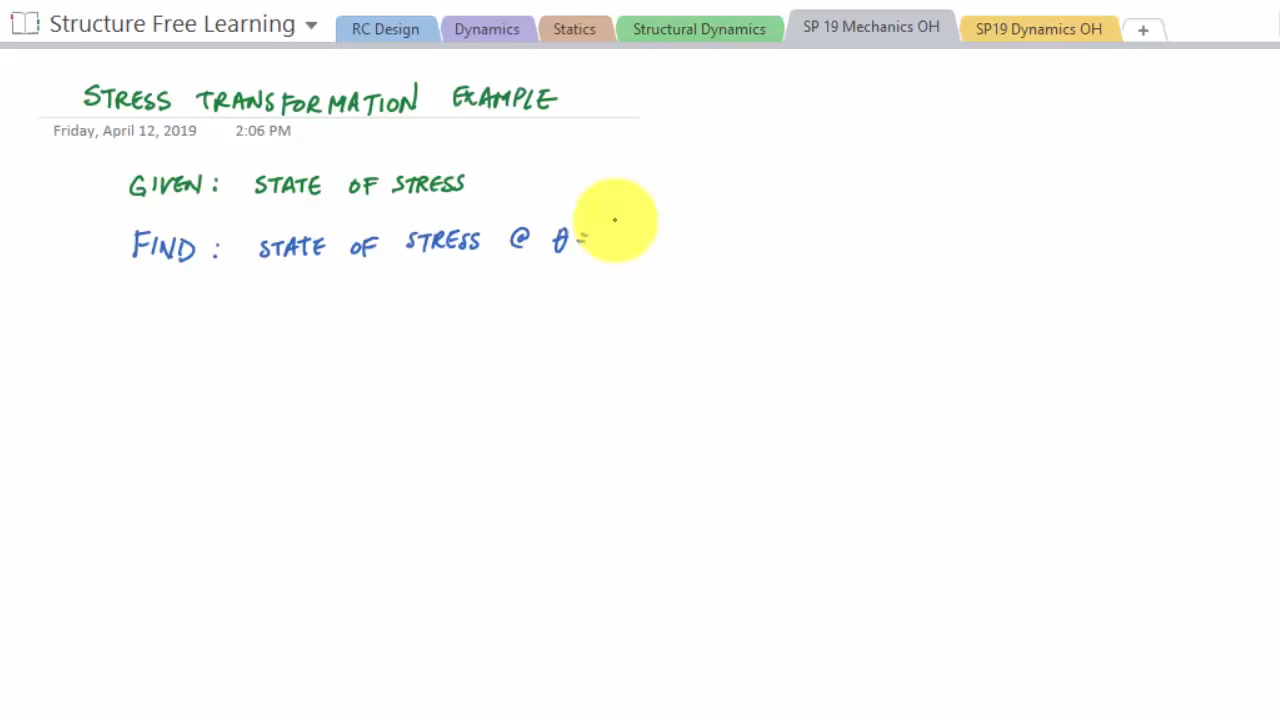 Structure Free Learning
RC Design Dynamics Statics Structural Dynamics SP 19 Mechanics OH SP19 Dynamics OH +
STRESS TRANSFORMATION EXAMPLE
Friday, April 12, 2019 2:06 PM
GIVEN: STATE OF STRESS
FIND: STATE OF STRESS @ θ=